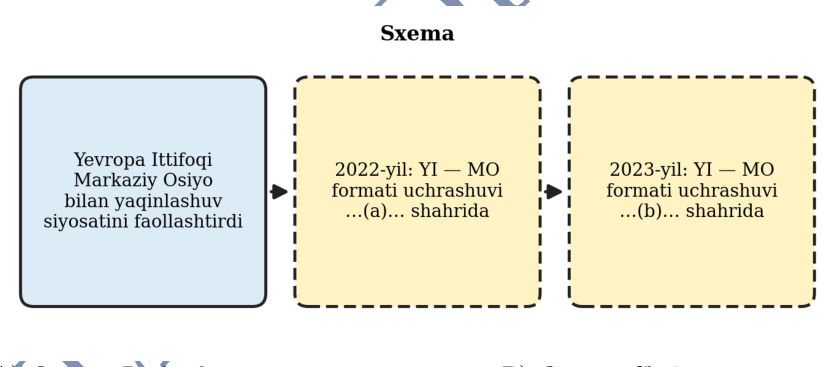 Sxema
Yevropa Ittifoqi
Markaziy Osiyo
bilan yaqinlashuv
siyosatini faollashtirdi
2022-yil: YI — MO
formati uchrashuvi
...(a)... shahrida
2023-yil: YI — MO
formati uchrashuvi
...(b)... shahrida